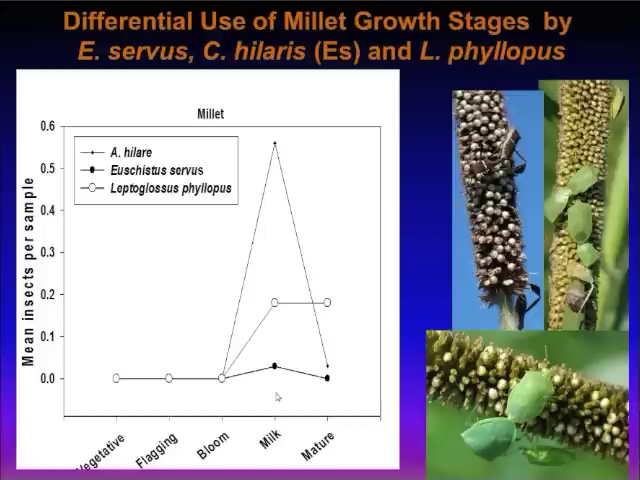 Differential Use of Millet Growth Stages by
E. servus, C. hilaris (Es) and L. phyllopus
Millet
0.6
0.5
0.4
0.3
0.2
0.1
0.0
Mean insects per sample
A. hilare
Euschistus servus
Leptoglossus phyllopus
Vegetative
Flagging
Bloom
Milk
Mature